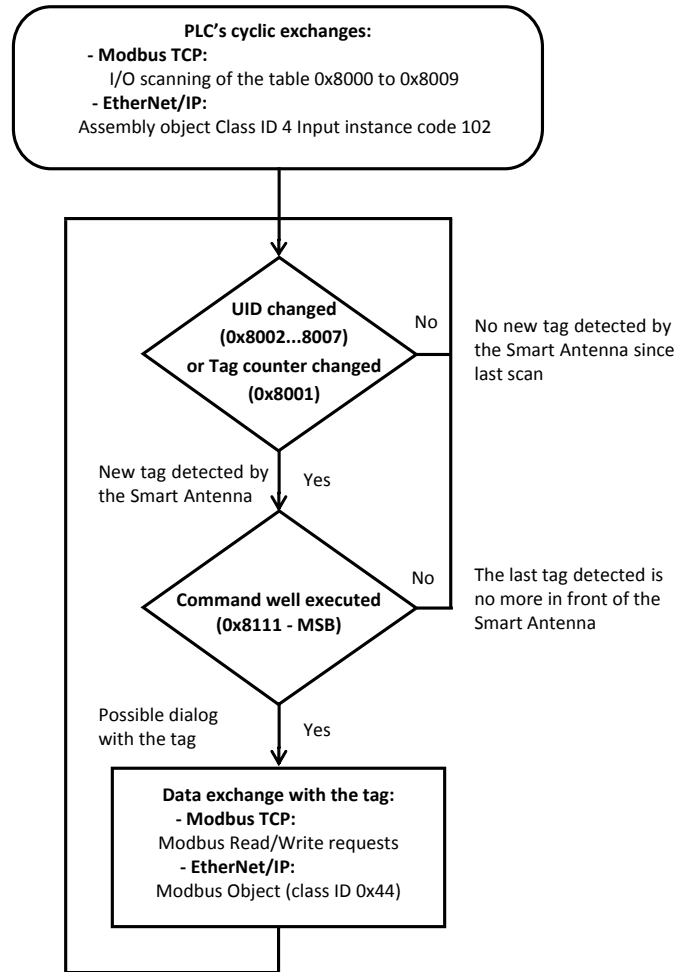 PLC’s cyclic exchanges:
- Modbus TCP:
I/O scanning of the table 0x8000 to 0x8009
- EtherNet/IP:
Assembly object Class ID 4 Input instance code 102
UID changed
(0x8002...8007)
or Tag counter changed
(0x8001)
No
No new tag detected by
the Smart Antenna since
last scan
New tag detected by
the Smart Antenna
Yes
Command well executed
(0x8111 - MSB)
No
The last tag detected is
no more in front of the
Smart Antenna
Possible dialog
with the tag
Yes
Data exchange with the tag:
- Modbus TCP:
Modbus Read/Write requests
- EtherNet/IP:
Modbus Object (class ID 0x44)